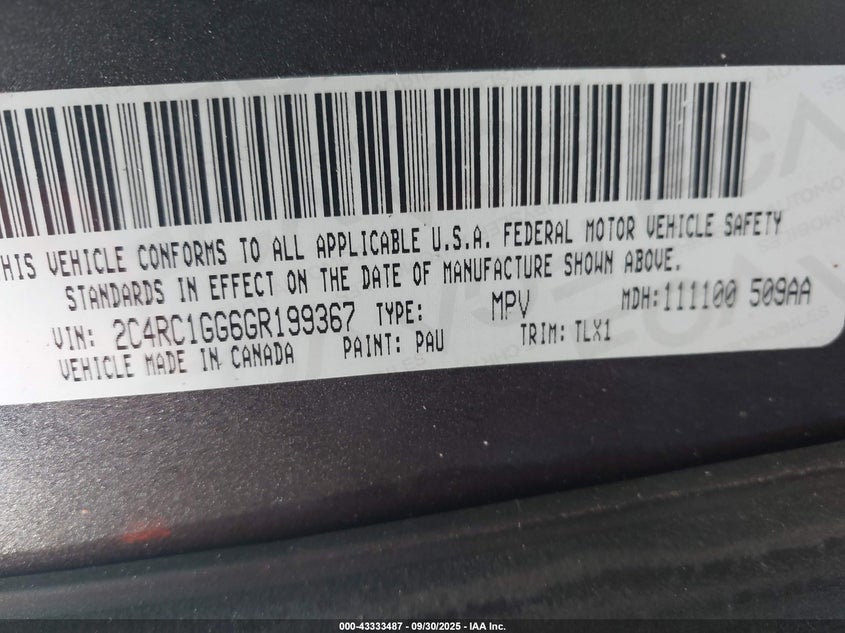 THIS VEHICLE CONFORMS TO ALL APPLICABLE U.S.A. FEDERAL MOTOR VEHICLE SAFETY
STANDARDS IN EFFECT ON THE DATE OF MANUFACTURE SHOWN ABOVE.
VIN: 2C4RC1GG6GR199367 TYPE: MPV MDH:111100 509AA
VEHICLE MADE IN CANADA PAINT: PAU TRIM: TLX1
000-43333487 - 09/30/2025 - IAA Inc.